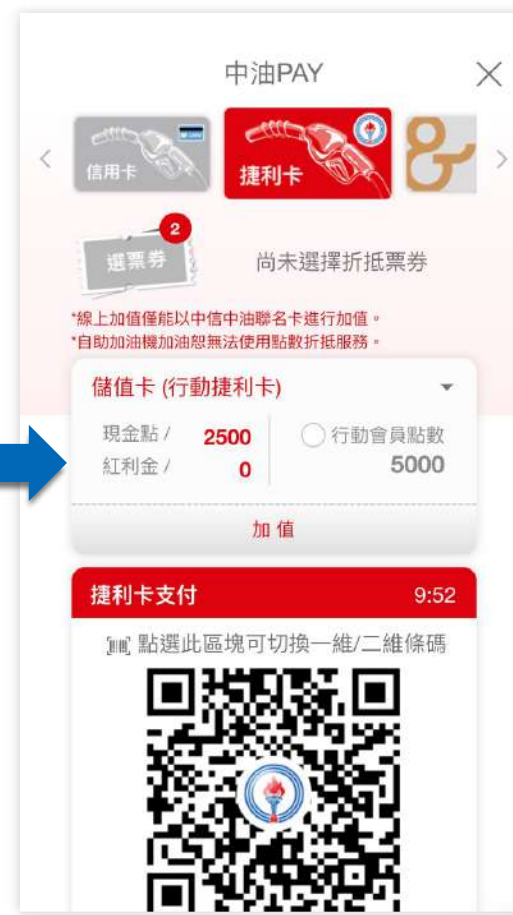 中油PAY
信用卡
捷利卡
&
選票券
2
尚未選擇折抵票券
*線上加值僅能以中信中油聯名卡進行加值。
*自助加油機加油恕無法使用點數折抵服務。
儲值卡 (行動捷利卡)
現金點 / 2500
行動會員點數
紅利金 / 0
5000
加 值
捷利卡支付 9:52
點選此區塊可切換一維/二維條碼